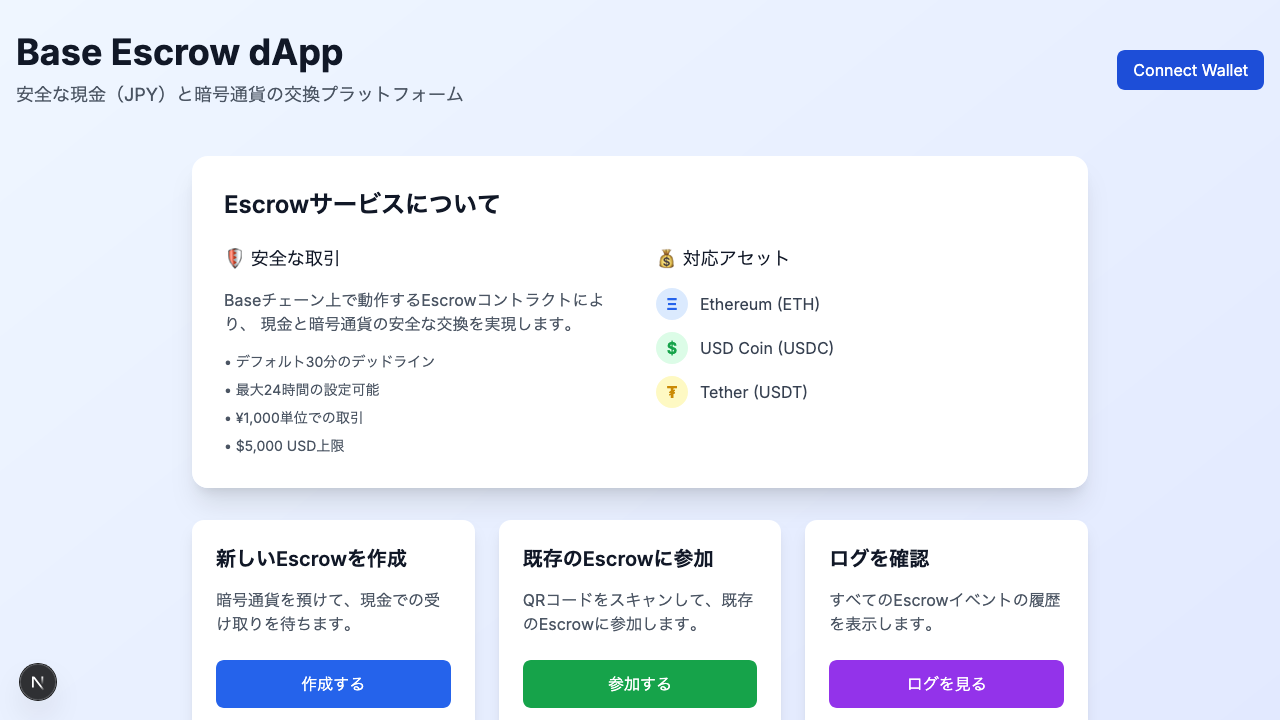 Base Escrow dApp
安全な現金（JPY）と暗号通貨の交換プラットフォーム
Connect Wallet
Escrowサービスについて
🛡️ 安全な取引
Baseチェーン上で動作するEscrowコントラクトによ
り、 現金と暗号通貨の安全な交換を実現します。
• デフォルト30分のデッドライン
• 最大24時間の設定可能
• ¥1,000単位での取引
• $5,000 USD上限
💰 対応アセット
Ξ Ethereum (ETH)
$ USD Coin (USDC)
₮ Tether (USDT)
新しいEscrowを作成
暗号通貨を預けて、現金での受
け取りを待ちます。
作成する
既存のEscrowに参加
QRコードをスキャンして、既存
のEscrowに参加します。
参加する
ログを確認
すべてのEscrowイベントの履歴
を表示します。
ログを見る
N